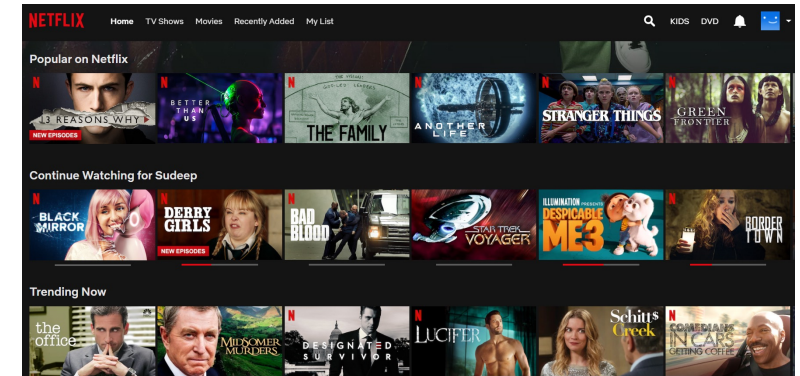 NETFLIX Home TV Shows Movies Recently Added My List KIDS DVD
Popular on Netflix
N N N N N N
13 REASONS WHY
NEW EPISODES
BETTER
THAN
US
THE FAMILY
ANOTHER
LIFE
STRANGER THINGS
GREEN
FRONTIER
Continue Watching for Sudeep
BLACK
MIRROR
DERRY
GIRLS
NEW EPISODES
BAD
BLOOD
STAR TREK
VOYAGER
ILLUMINATION PRESENTS
DESPICABLE
ME3
BORDER
TOWN
Trending Now
the
office
MIDSOMER
MURDERS
DESIGNATED
SURVIVOR
LUCIFER
Schitt$
Creek
COMEDIANS
IN CARS
GETTING COFFEE